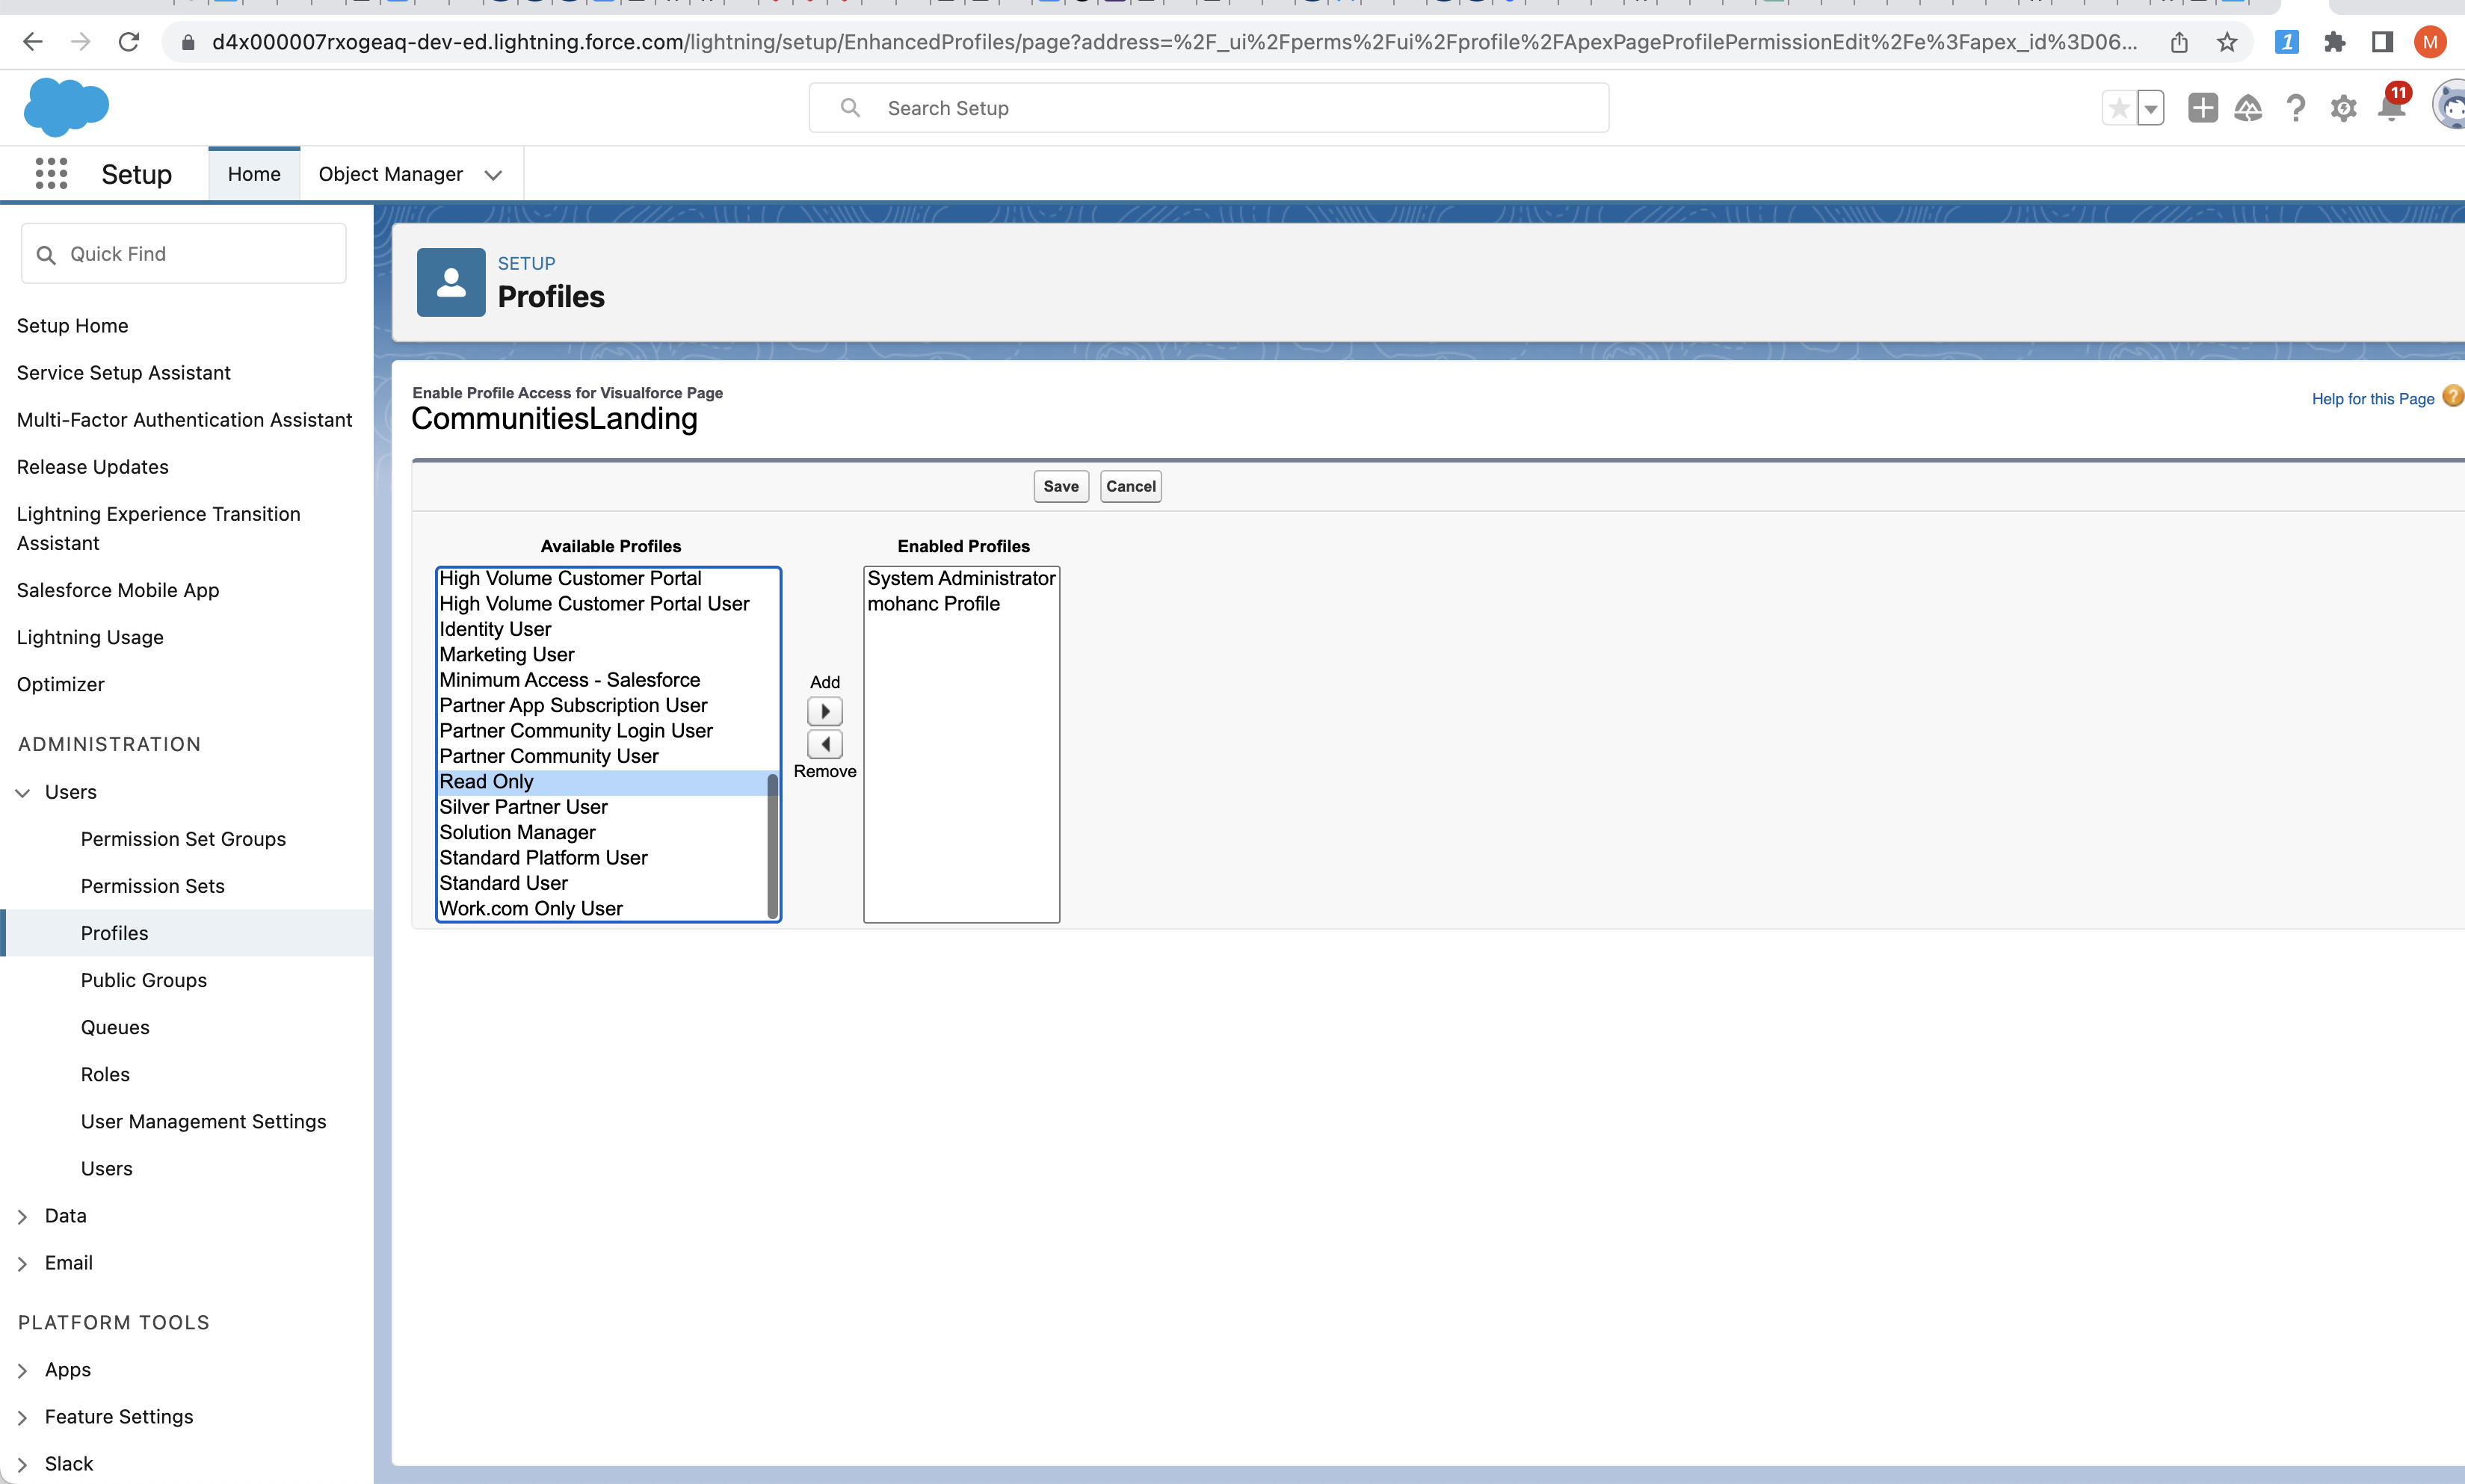 d4x000007rxogeaq-dev-ed.lightning.force.com/lightning/setup/EnhancedProfiles/page?address=%2F_ui%2Fperms%2Fui%2Fprofile%2FApexPageProfilePermissionEdit%2Fe%3Fapex_id%3D06...
1
M
Search Setup
11
Setup
Home
Object Manager
Quick Find
Setup Home
Service Setup Assistant
Multi-Factor Authentication Assistant
Release Updates
Lightning Experience Transition
Assistant
Salesforce Mobile App
Lightning Usage
Optimizer
ADMINISTRATION
Users
Permission Set Groups
Permission Sets
Profiles
Public Groups
Queues
Roles
User Management Settings
Users
Data
Email
PLATFORM TOOLS
Apps
Feature Settings
Slack
SETUP
Profiles
Enable Profile Access for Visualforce Page
CommunitiesLanding
Help for this Page ?
Save Cancel
Available Profiles
High Volume Customer Portal
High Volume Customer Portal User
Identity User
Marketing User
Minimum Access - Salesforce
Partner App Subscription User
Partner Community Login User
Partner Community User
Read Only
Silver Partner User
Solution Manager
Standard Platform User
Standard User
Work.com Only User
Add
Remove
Enabled Profiles
System Administrator
mohanc Profile